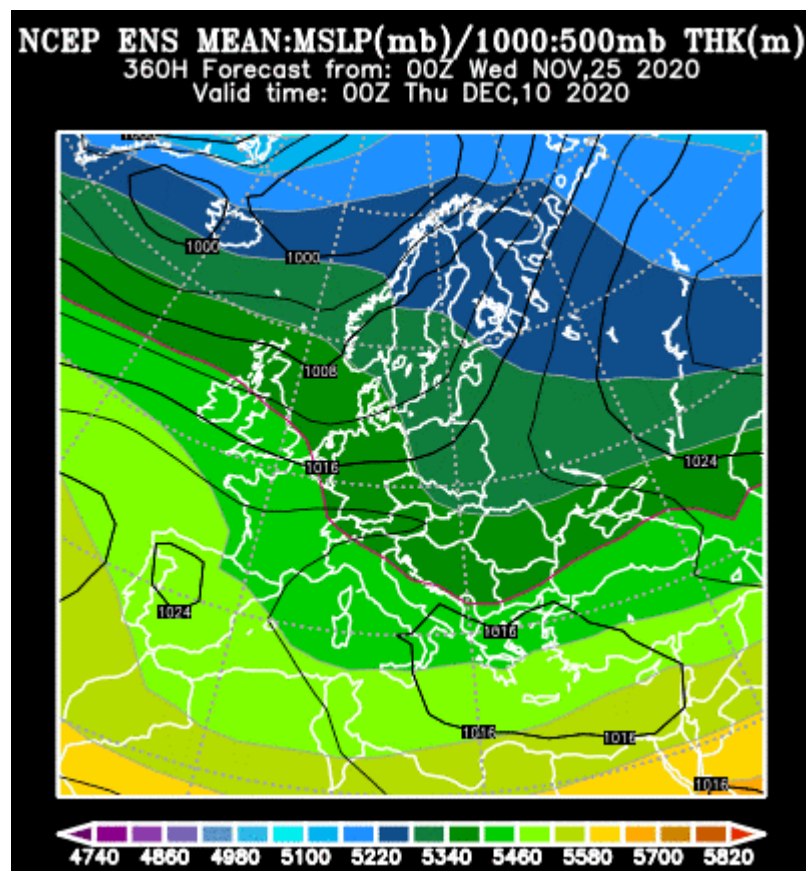 NCEP ENS MEAN:MSLP(mb)/1000:500mb THK(m)
360H Forecast from: 00Z Wed NOV,25 2020
Valid time: 00Z Thu DEC,10 2020
1000
1000
1008
1016
1024
1024
1016
1016
1016
1016
4740 4860 4980 5100 5220 5340 5460 5580 5700 5820